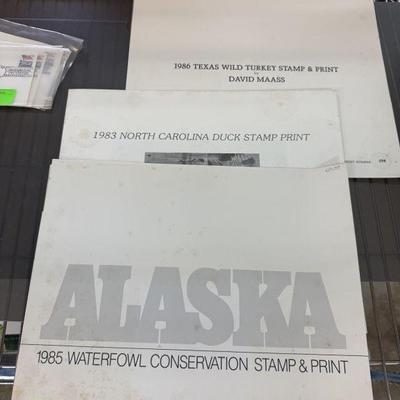 1986 TEXAS WILD TURKEY STAMP & PRINT
by
DAVID MAASS
1983 NORTH CAROLINA DUCK STAMP PRINT
ALASKA
1985 WATERFOWL CONSERVATION STAMP & PRINT